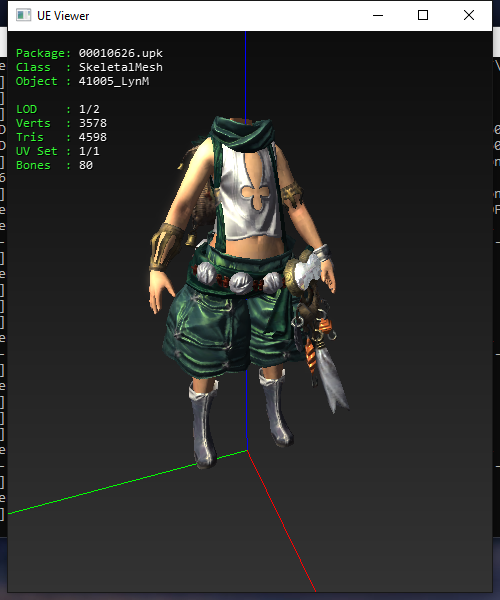 UE Viewer
Package: 00010626.upk
Class  : SkeletalMesh
Object : 41005_LynM
LOD    : 1/2
Verts  : 3578
Tris   : 4598
UV Set : 1/1
Bones  : 80